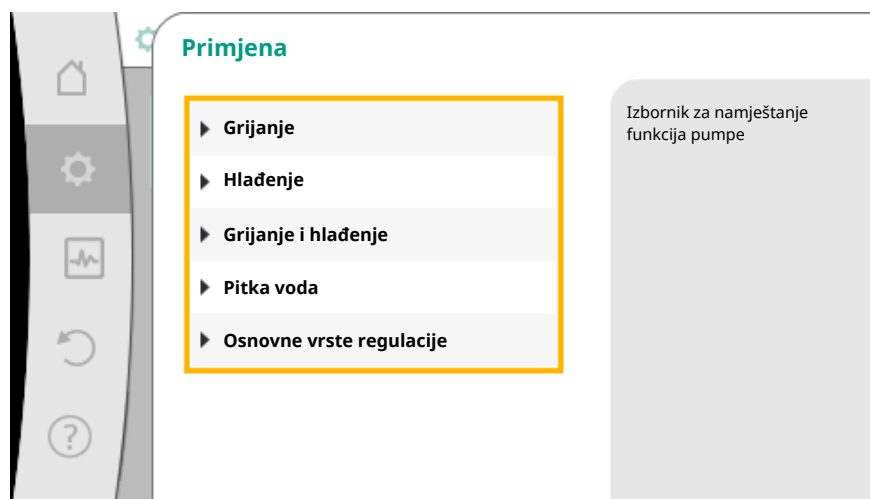 Primjena
Grijanje
Hlađenje
Grijanje i hlađenje
Pitka voda
Osnovne vrste regulacije
Izbornik za namještanje
funkcija pumpe
?